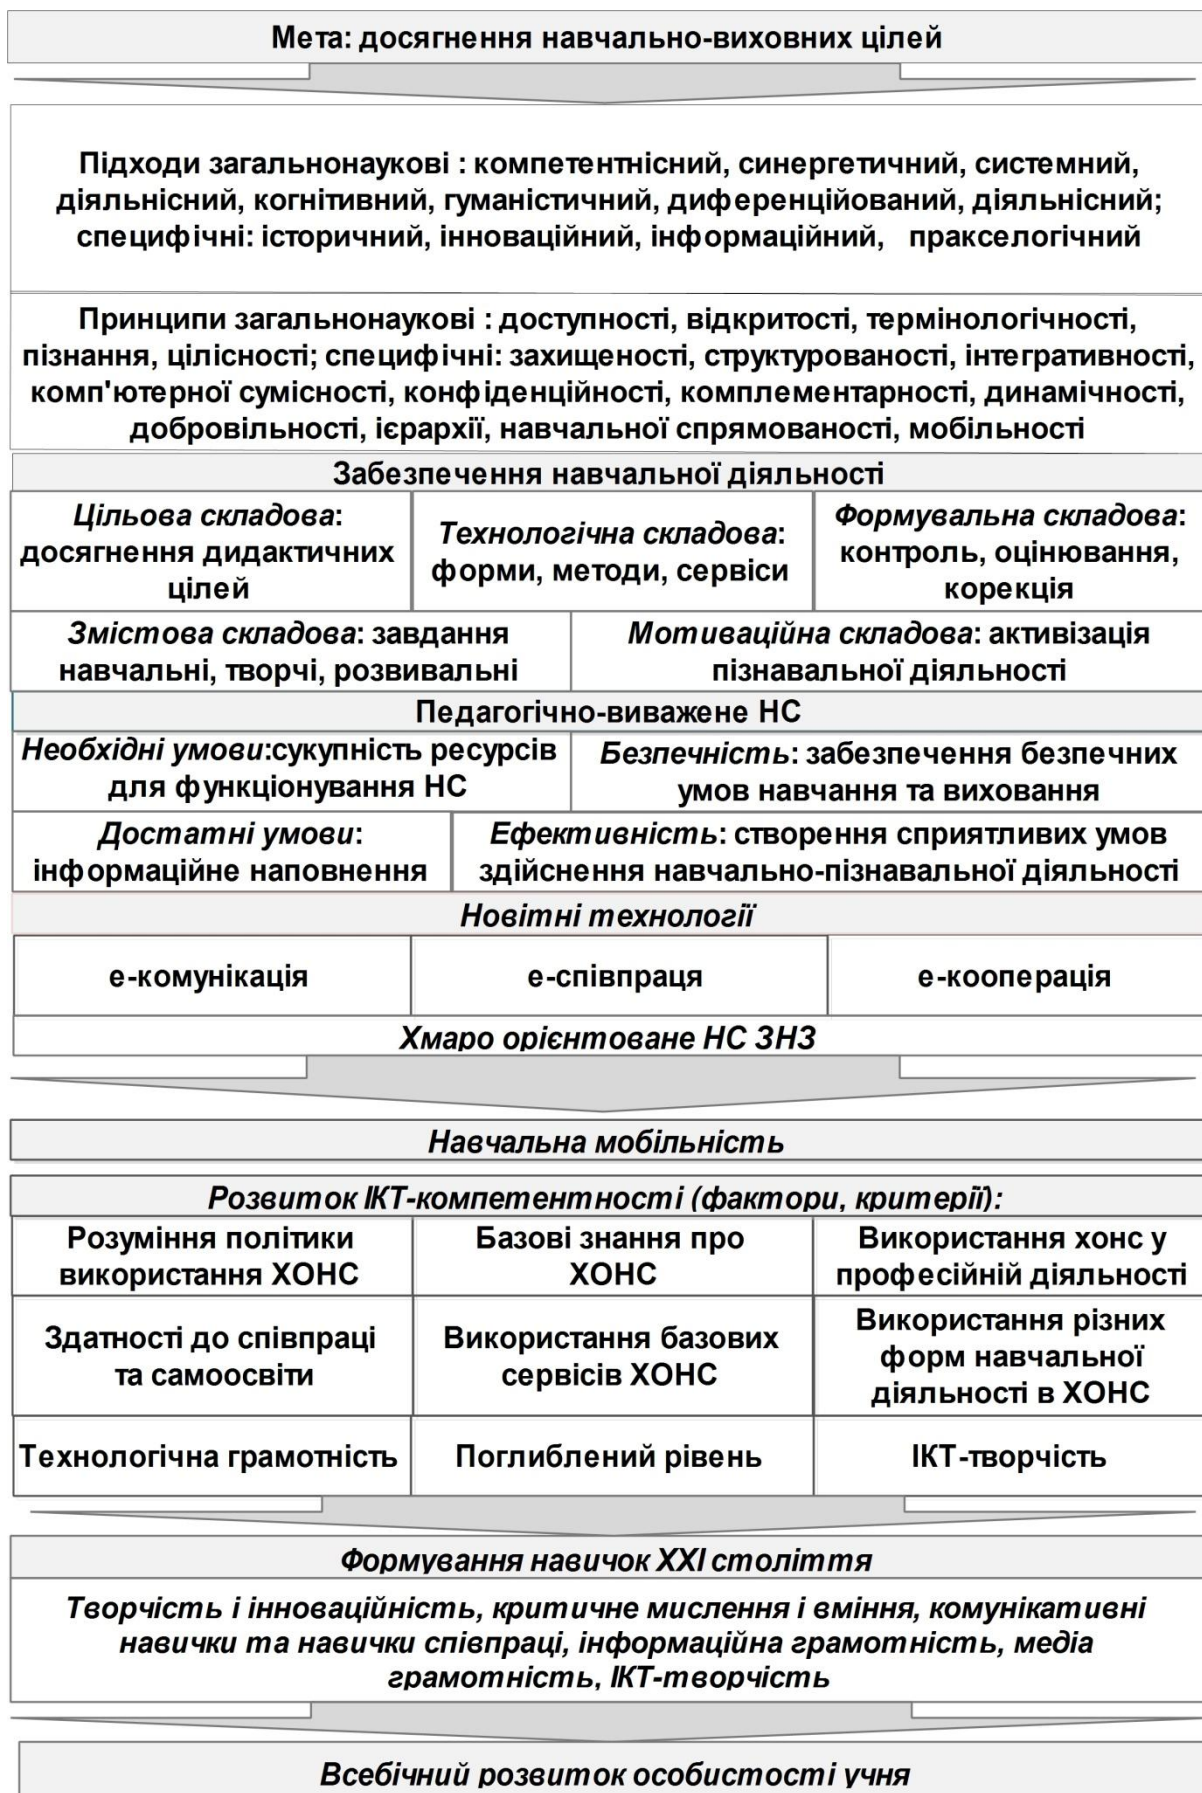 Мета: досягнення навчально-виховних цілей
Підходи загальнонаукові : компетентнісний, синергетичний, системний,
діяльнісний, когнітивний, гуманістичний, диференційований, діяльнісний;
специфічні: історичний, інноваційний, інформаційний, пракселогічний
Принципи загальнонаукові : доступності, відкритості, термінологічності,
пізнання, цілісності; специфічні: захищеності, структурованості, інтегративності,
комп'ютерної сумісності, конфіденційності, комплементарності, динамічності,
добровільності, ієрархії, навчальної спрямованості, мобільності
Забезпечення навчальної діяльності
Цільова складова:
досягнення дидактичних
цілей
Технологічна складова:
форми, методи, сервіси
Формувальна складова:
контроль, оцінювання,
корекція
Змістова складова: завдання
навчальні, творчі, розвивальні
Мотиваційна складова: активізація
пізнавальної діяльності
Педагогічно-виважене НС
Необхідні умови:сукупність ресурсів
для функціонування НС
Безпечність: забезпечення безпечних
умов навчання та виховання
Достатні умови:
інформаційне наповнення
Ефективність: створення сприятливих умов
здійснення навчально-пізнавальної діяльності
Новітні технології
е-комунікація
е-співпраця
е-кооперація
Хмаро орієнтоване НС ЗНЗ
Навчальна мобільність
Розвиток ІКТ-компетентності (фактори, критерії):
Розуміння політики
використання ХОНС
Базові знання про
ХОНС
Використання хонс у
професійній діяльності
Здатності до співпраці
та самоосвіти
Використання базових
сервісів ХОНС
Використання різних
форм навчальної
діяльності в ХОНС
Технологічна грамотність
Поглиблений рівень
ІКТ-творчість
Формування навичок ХХІ століття
Творчість і інноваційність, критичне мислення і вміння, комунікативні
навички та навички співпраці, інформаційна грамотність, медіа
грамотність, ІКТ-творчість
Всебічний розвиток особистості учня